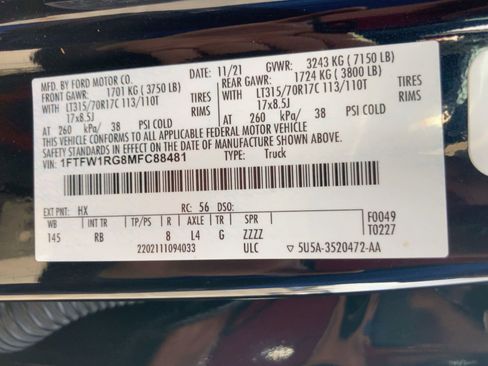 MFD. BY FORD MOTOR CO.
11/21 GVWR: 3243 KG ( 7150 LB)
FRONT GAWR: 1701 KG ( 3750 LB) REAR GAWR: 1724 KG ( 3800 LB)
WITH LT315/70R17C 113/110T TIRES WITH LT315/70R17C 113/110T TIRES
17x8.5J RIMS 17x8.5J RIMS
AT 260 kPa/ 38 PSI COLD AT 260 kPa/ 38 PSI COLD
THIS VEHICLE CONFORMS TO ALL APPLICABLE FEDERAL MOTOR VEHICLE
SAFETY STANDARDS IN EFFECT ON THE DATE OF MANUFACTURE SHOWN ABOVE.
VIN: 1FTFW1RG8MFC88481 TYPE: Truck
EXT PNT: HX RC: 56 DSO:
WB RB TP/PS R AXLE TR SPR F0049
145 RB 8 L4 G ZZZZ T0227
2202111094033 ULC 5U5A-3520472-AA